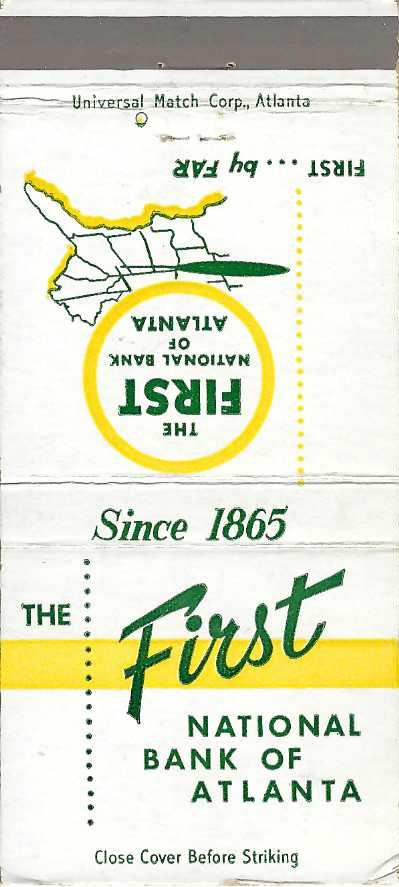 Universal Match Corp., Atlanta
FIRST ... by FAR
THE
FIRST
NATIONAL BANK
OF
ATLANTA
Since 1865
THE First
NATIONAL
BANK OF
ATLANTA
Close Cover Before Striking